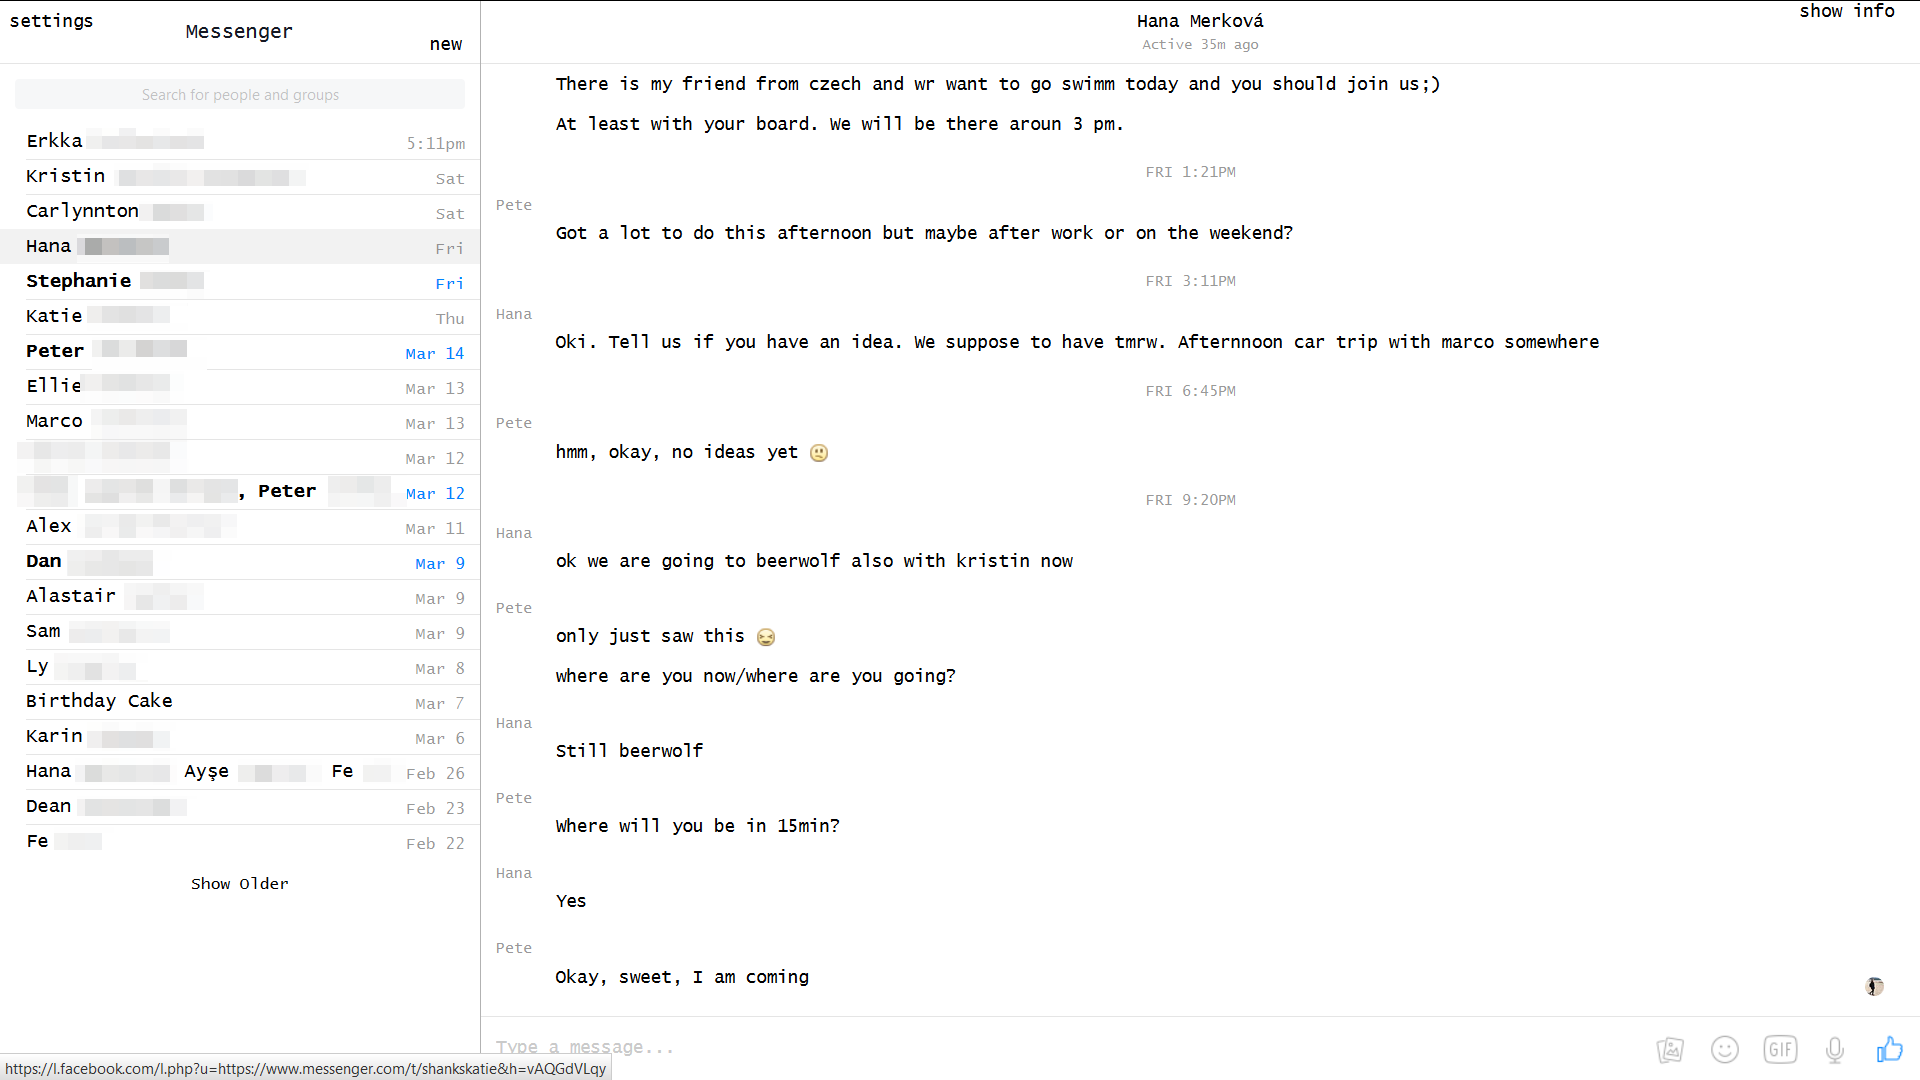 settings
Messenger
new
Search for people and groups
Erkka 5:11pm
Kristin Sat
Carlynnton Sat
Hana Fri
Stephanie Fri
Katie Thu
Peter Mar 14
Ellie Mar 13
Marco Mar 13
Mar 12
, Peter Mar 12
Alex Mar 11
Dan Mar 9
Alastair Mar 9
Sam Mar 9
Ly Mar 8
Birthday Cake Mar 7
Karin Mar 6
Hana Ayşe Fe Feb 26
Dean Feb 23
Fe Feb 22
Show Older
https://l.facebook.com/l.php?u=https://www.messenger.com/t/shankskatie&h=vAQGdVLqy
Hana Merková
Active 35m ago
show info
There is my friend from czech and wr want to go swimm today and you should join us;)
At least with your board. We will be there aroun 3 pm.
FRI 1:21PM
Pete
Got a lot to do this afternoon but maybe after work or on the weekend?
FRI 3:11PM
Hana
Oki. Tell us if you have an idea. We suppose to have tmrw. Afternnoon car trip with marco somewhere
FRI 6:45PM
Pete
hmm, okay, no ideas yet
FRI 9:20PM
Hana
ok we are going to beerwolf also with kristin now
Pete
only just saw this
where are you now/where are you going?
Hana
Still beerwolf
Pete
Where will you be in 15min?
Hana
Yes
Pete
Okay, sweet, I am coming
Type a message...
GIF